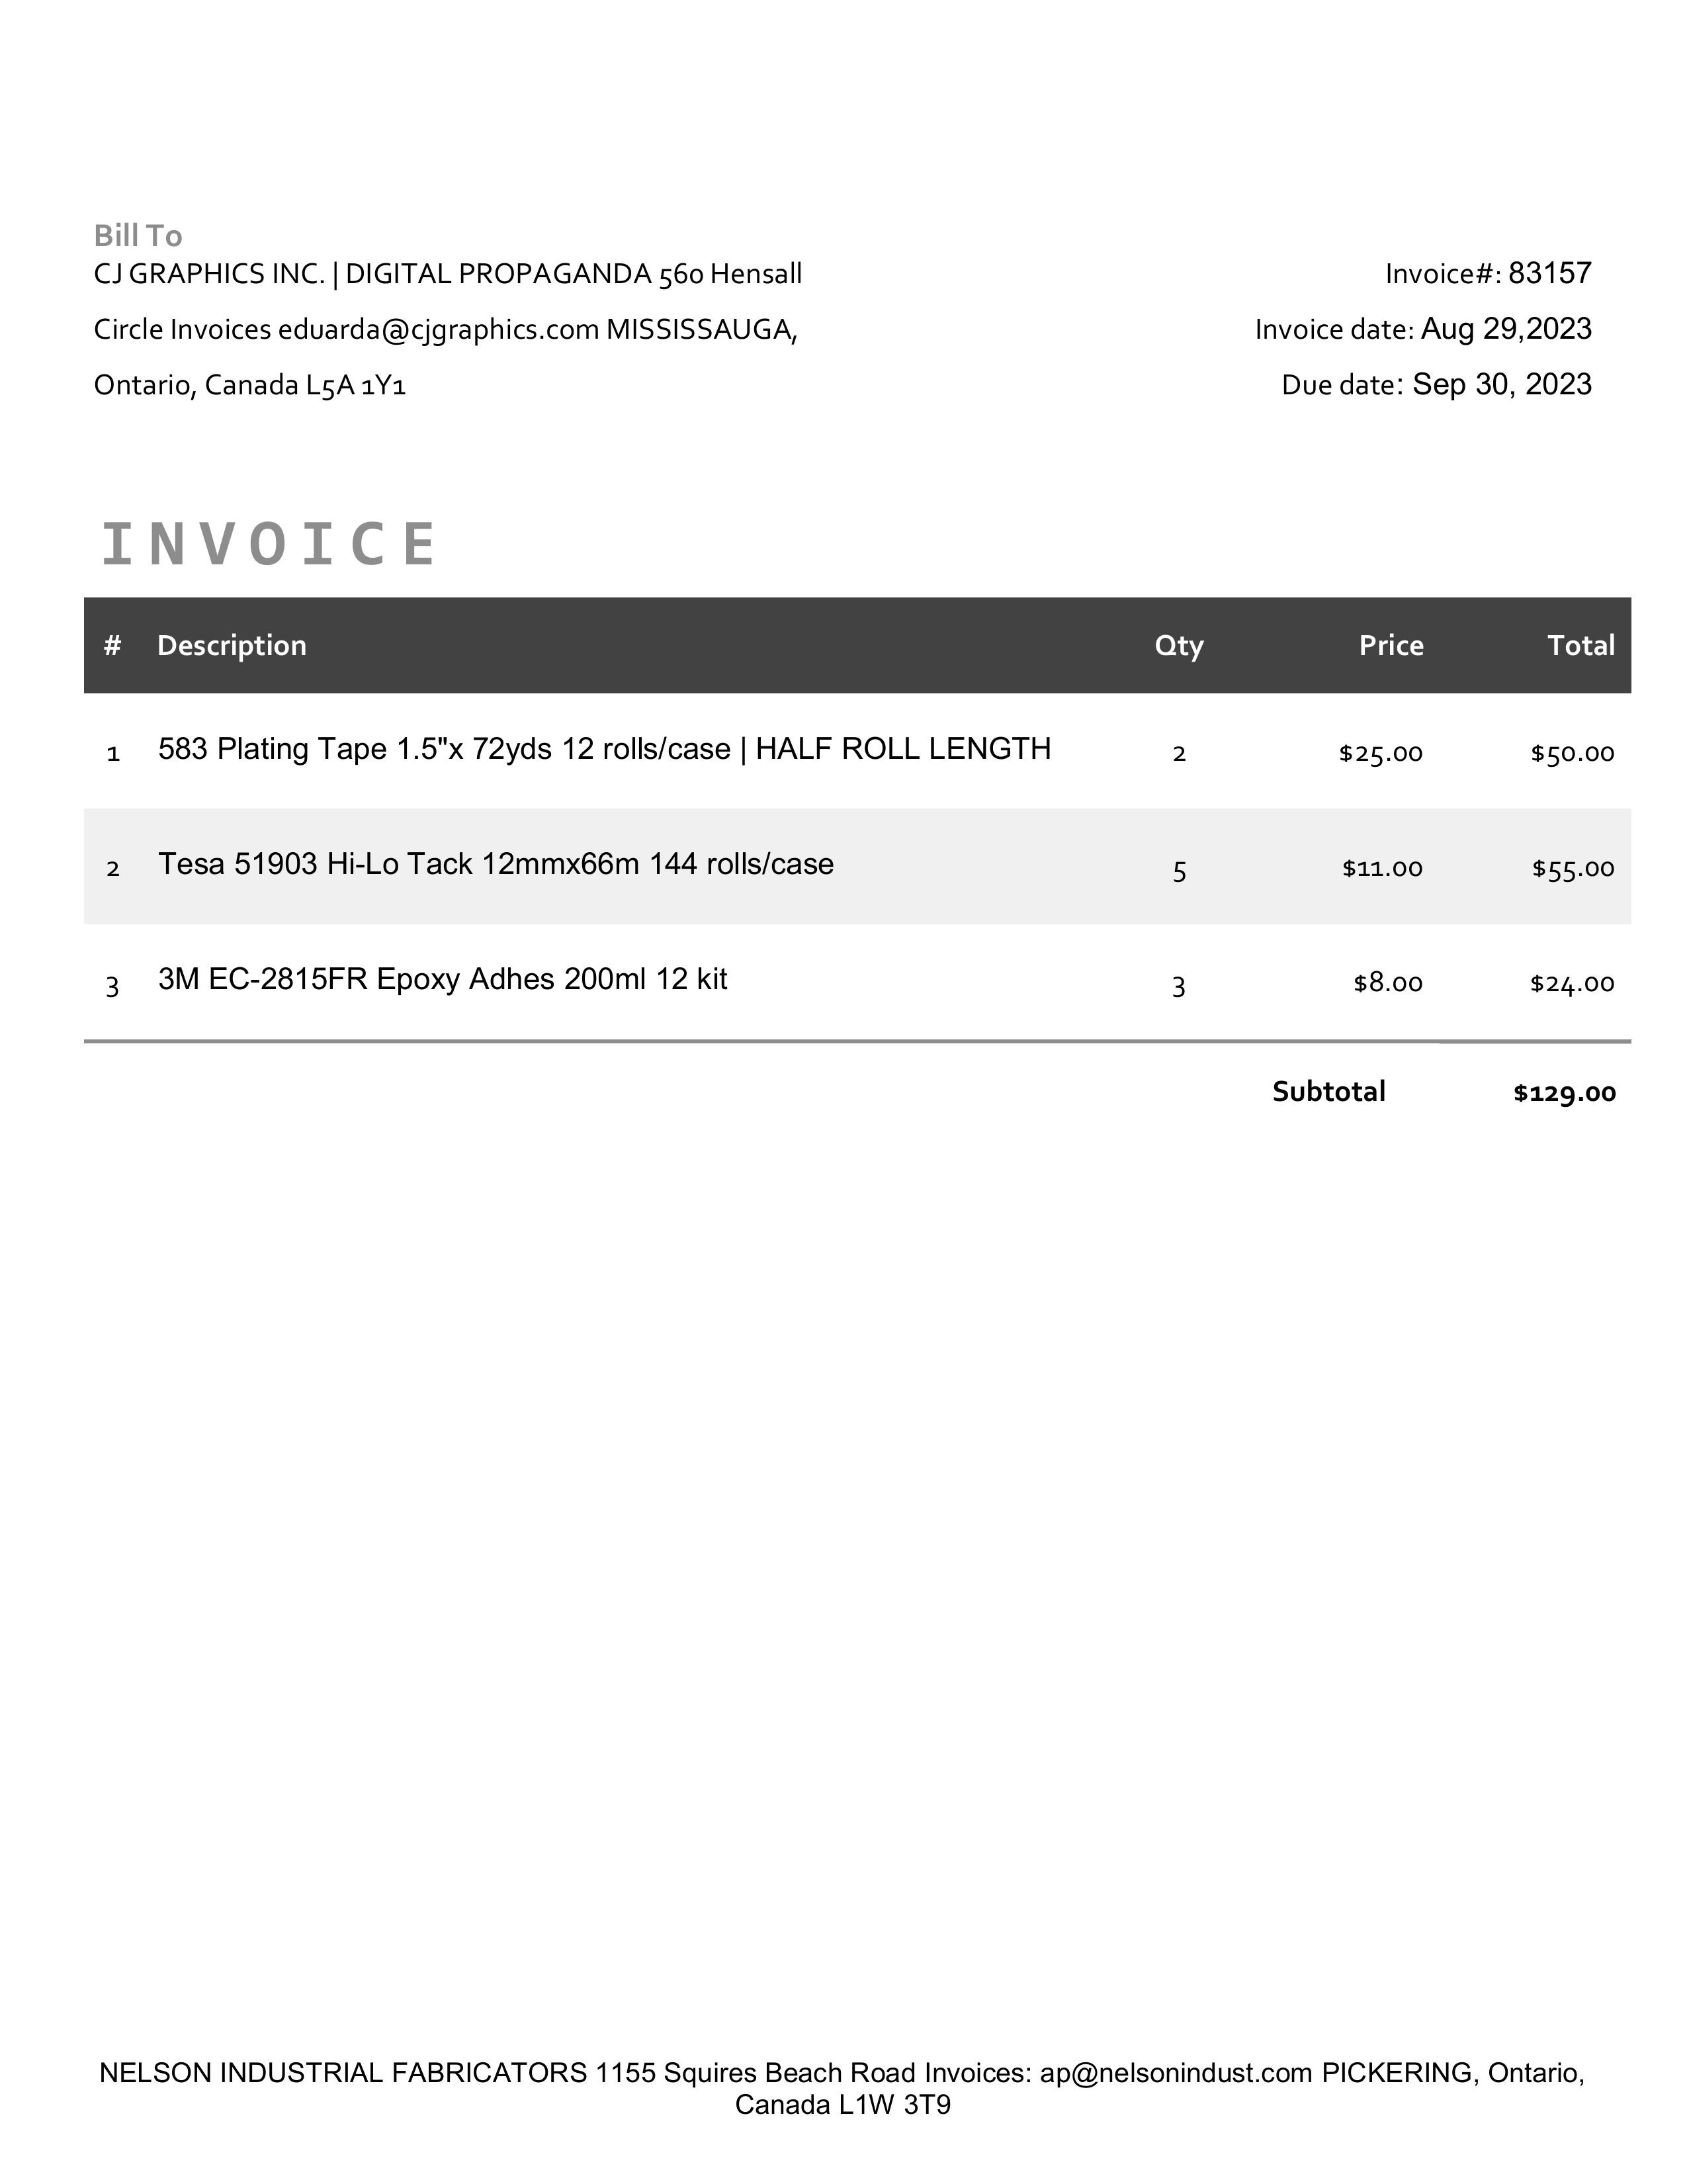 Bill To
CJ GRAPHICS INC. | DIGITAL PROPAGANDA 560 Hensall
Circle Invoices eduarda@cjgraphics.com MISSISSAUGA,
Ontario, Canada L5A 1Y1
Invoice#: 83157
Invoice date: Aug 29,2023
Due date: Sep 30, 2023
INVOICE
# Description Qty Price Total
1 583 Plating Tape 1.5"x 72yds 12 rolls/case | HALF ROLL LENGTH 2 $25.00 $50.00
2 Tesa 51903 Hi-Lo Tack 12mmx66m 144 rolls/case 5 $11.00 $55.00
3 3M EC-2815FR Epoxy Adhes 200ml 12 kit 3 $8.00 $24.00
Subtotal $129.00
NELSON INDUSTRIAL FABRICATORS 1155 Squires Beach Road Invoices: ap@nelsonindust.com PICKERING, Ontario,
Canada L1W 3T9